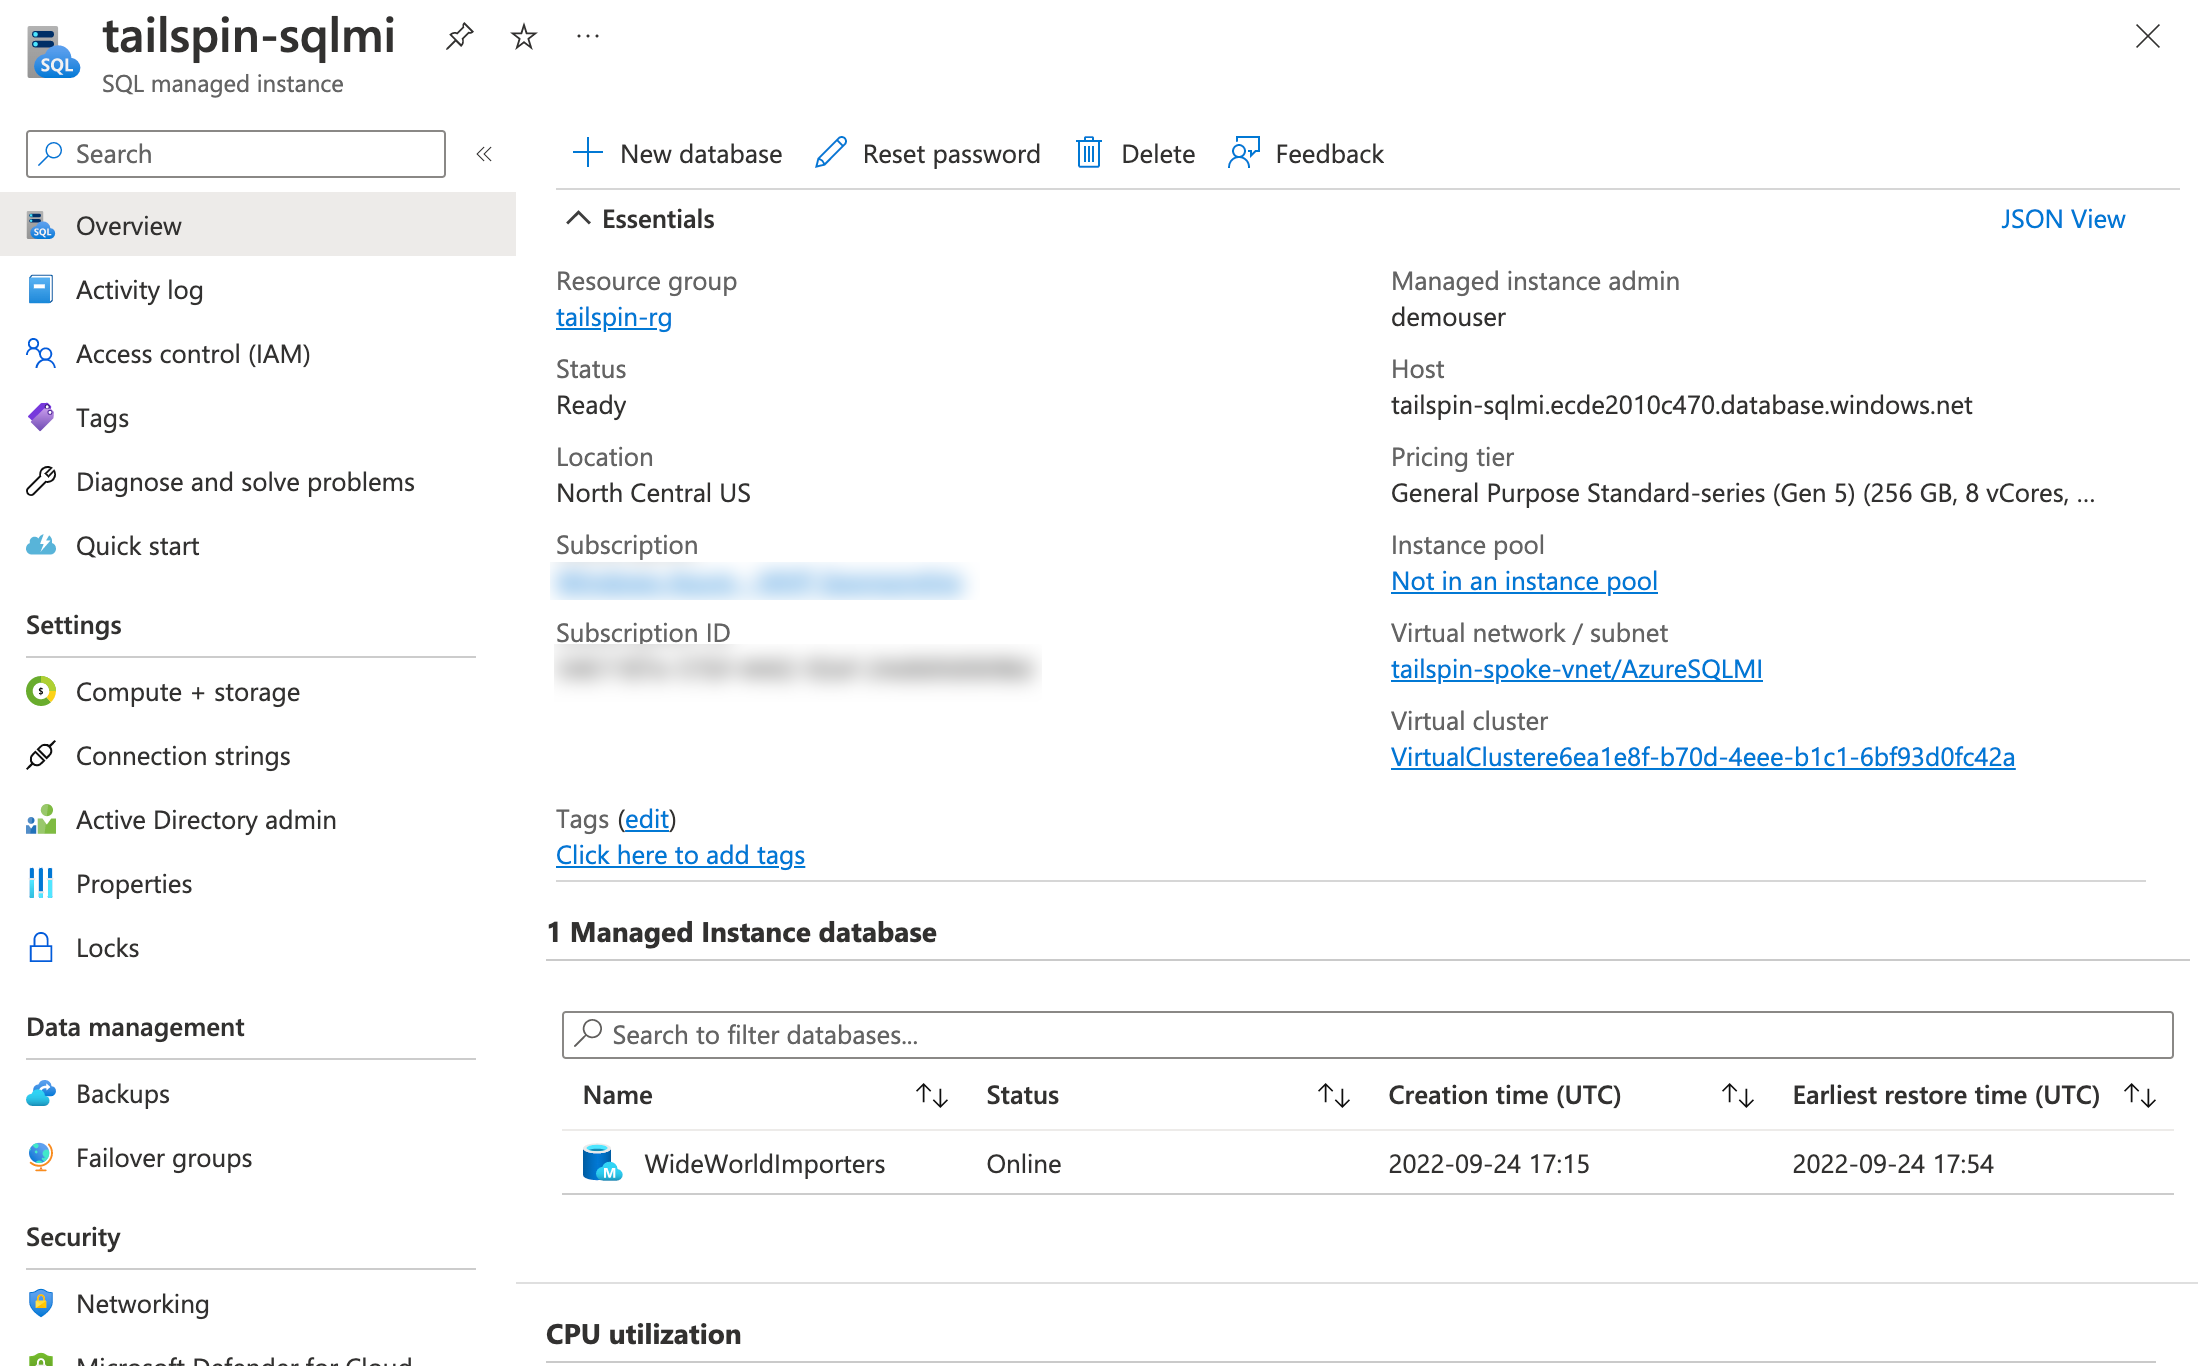 tailspin-sqlmi
SQL
SQL managed instance
Search
«
New database
Reset password
Delete
Feedback
SQL
Overview
Activity log
Access control (IAM)
Tags
Diagnose and solve problems
Quick start
Settings
$
Compute + storage
Connection strings
Active Directory admin
Properties
Locks
Data management
Backups
Failover groups
Security
Networking
Microsoft Defender for Cloud
Essentials
JSON View
Resource group
tailspin-rg
Status
Ready
Location
North Central US
Subscription
Subscription ID
Managed instance admin
demouser
Host
tailspin-sqlmi.ecde2010c470.database.windows.net
Pricing tier
General Purpose Standard-series (Gen 5) (256 GB, 8 vCores, ...
Instance pool
Not in an instance pool
Virtual network / subnet
tailspin-spoke-vnet/AzureSQLMI
Virtual cluster
VirtualClustere6ea1e8f-b70d-4eee-b1c1-6bf93d0fc42a
Tags (edit)
Click here to add tags
1 Managed Instance database
Search to filter databases...
Name Status Creation time (UTC) Earliest restore time (UTC)
M WideWorldImporters Online 2022-09-24 17:15 2022-09-24 17:54
CPU utilization